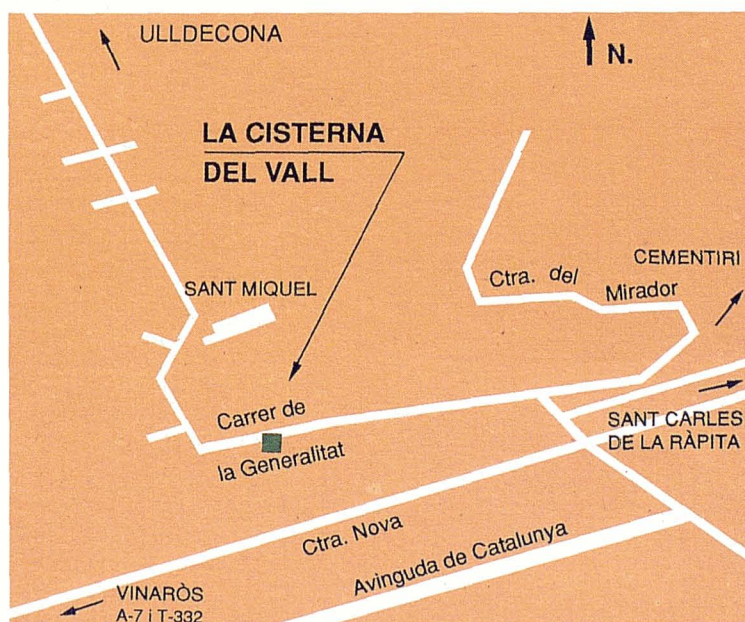 ULLDECONA
N.
LA CISTERNA
DEL VALL
SANT MIQUEL
CEMENTIRI
Ctra. del
Mirador
Carrer de
la Generalitat
SANT CARLES
DE LA RÀPITA
Ctra. Nova
Avinguda de Catalunya
VINARÒS
A-7 i T-332